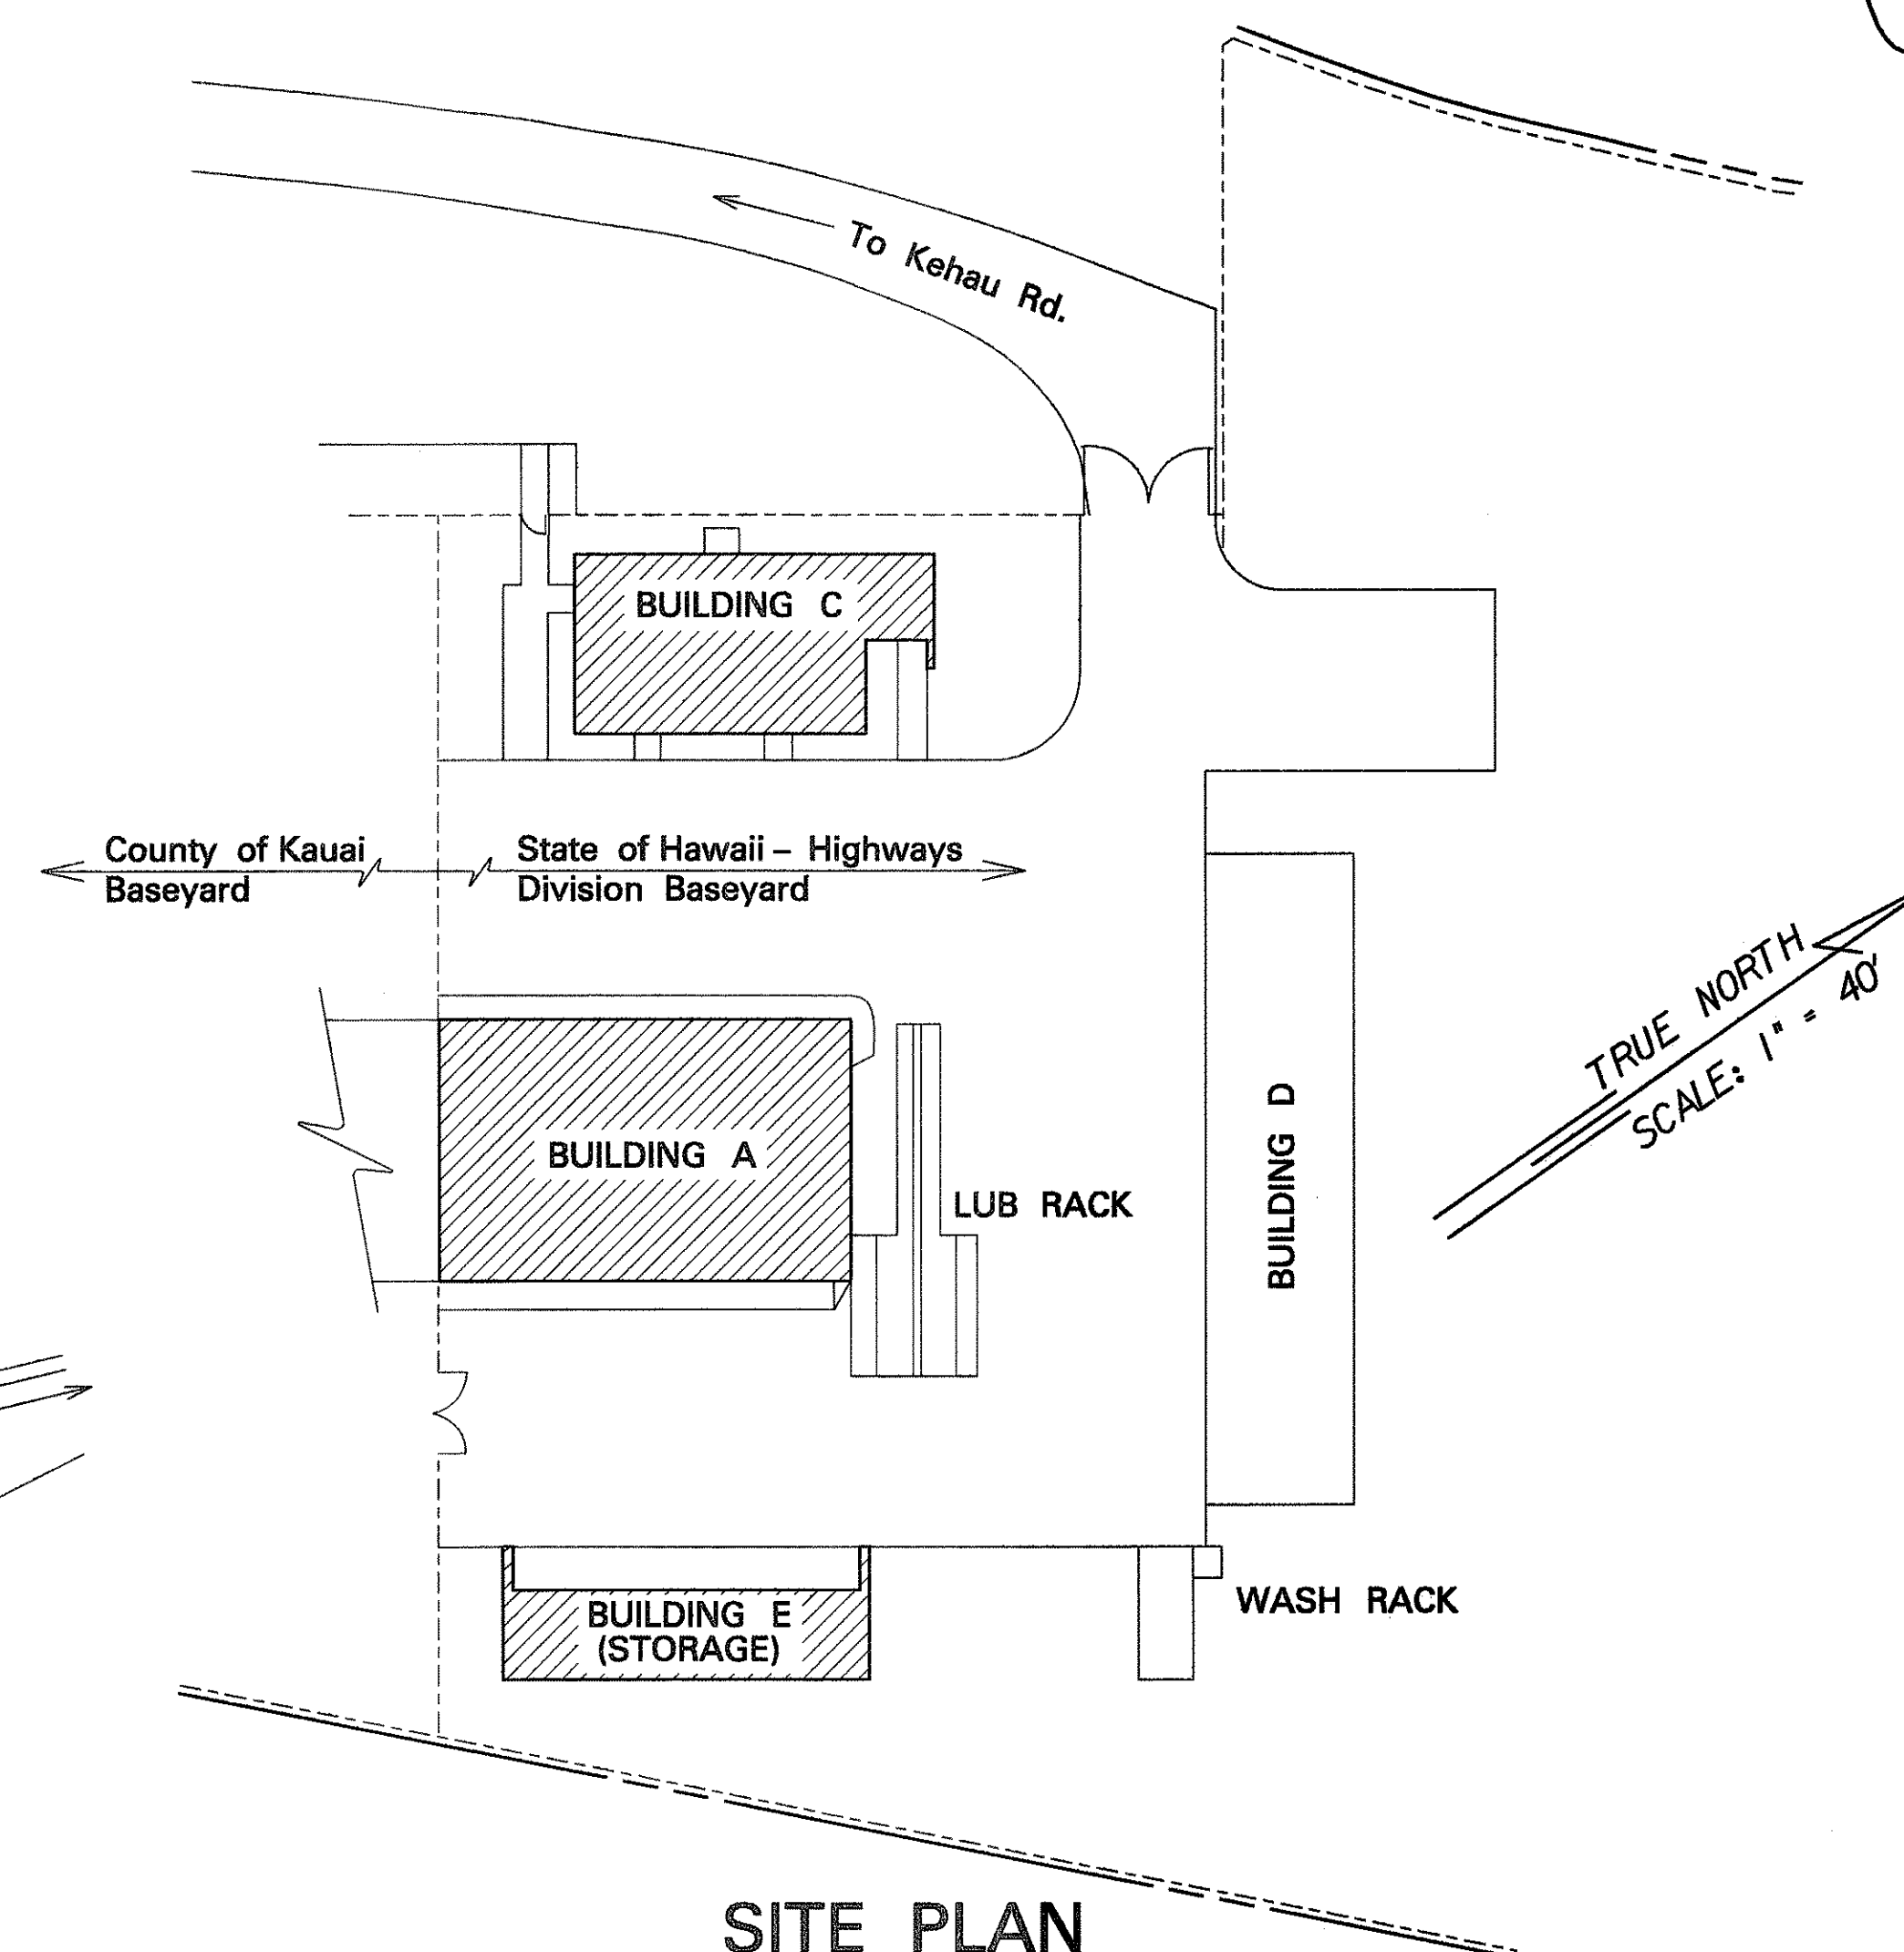 To Kehau Rd.
BUILDING C
County of Kauai
Baseyard
State of Hawaii – Highways
Division Baseyard
TRUE NORTH
SCALE: 1" = 40'
BUILDING A
LUB RACK
BUILDING D
BUILDING E
(STORAGE)
WASH RACK
SITE PLAN